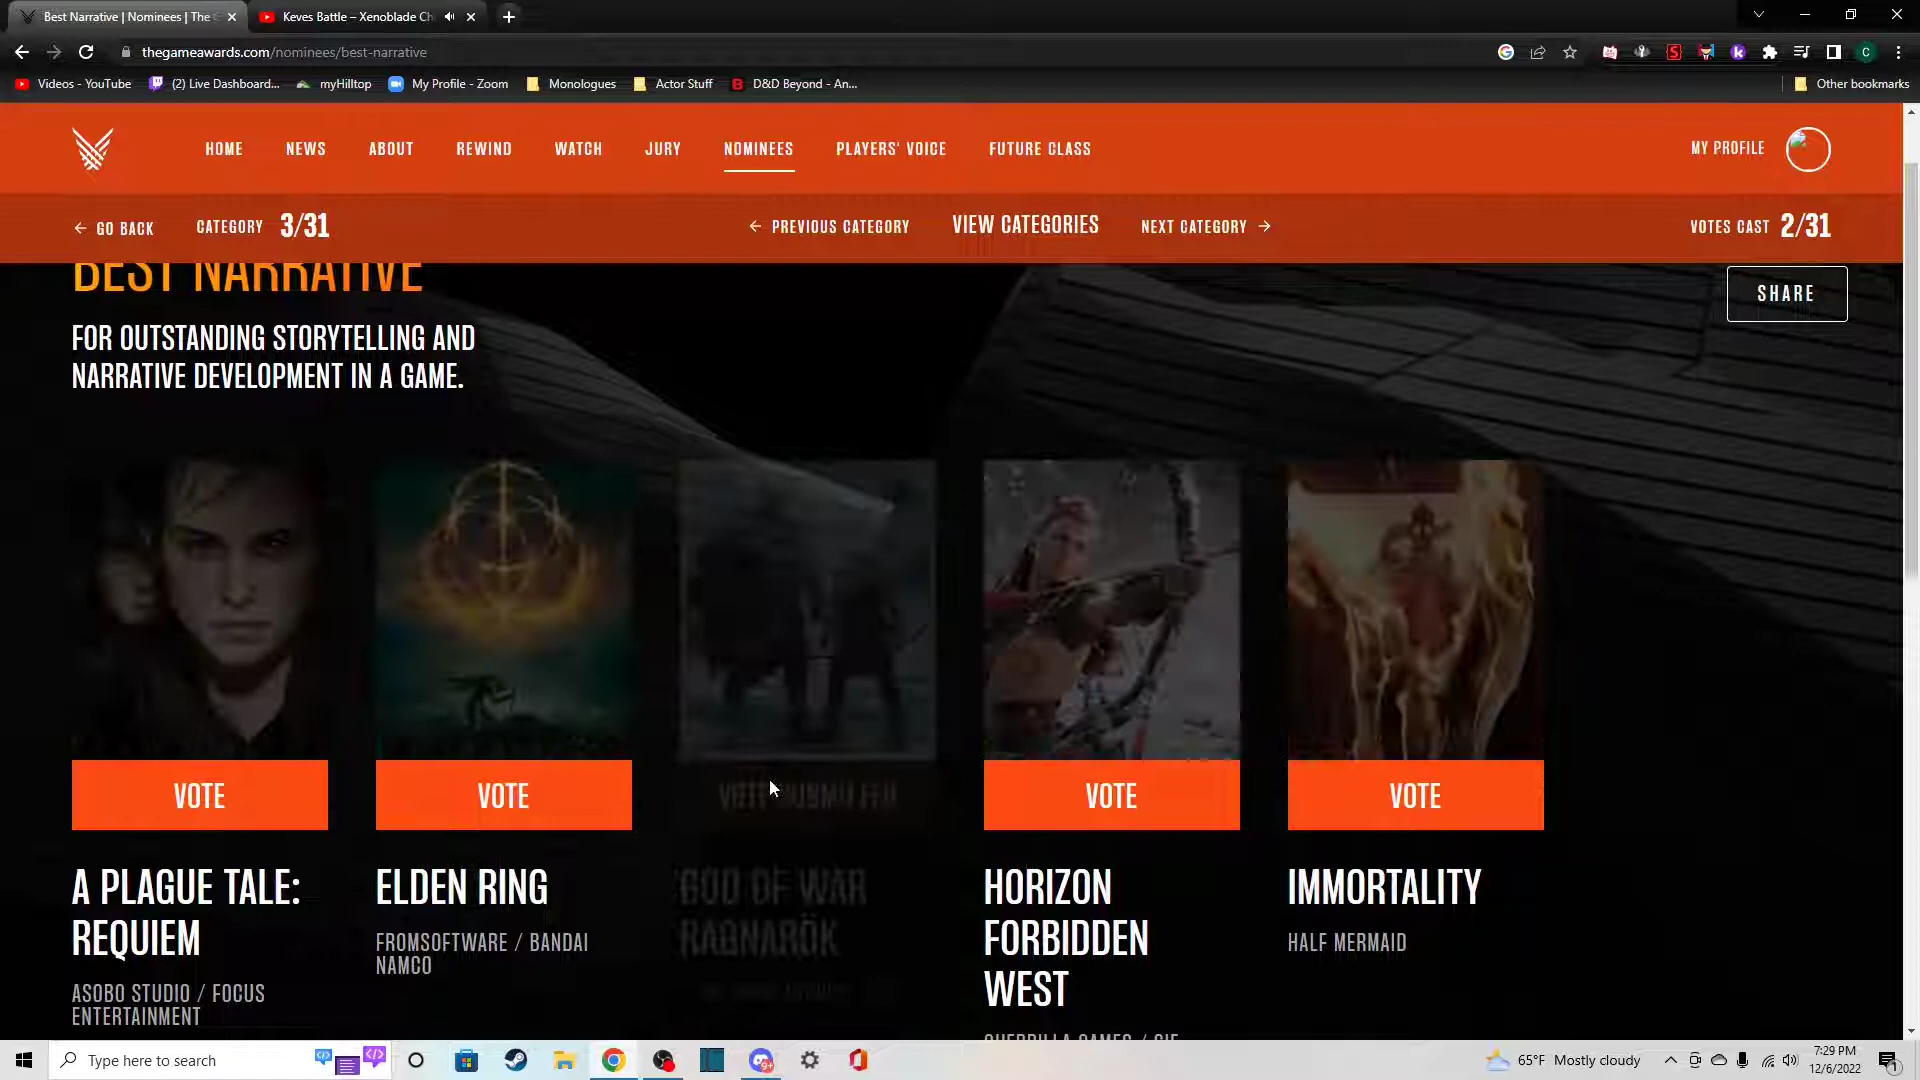 Best Narrative | Nominees | The G
Keves Battle – Xenoblade Ch
thegameawards.com/nominees/best-narrative
Videos - YouTube
(2) Live Dashboard...
myHilltop
My Profile - Zoom
Monologues
Actor Stuff
D&D Beyond - An...
Other bookmarks
HOME
NEWS
ABOUT
REWIND
WATCH
JURY
NOMINEES
PLAYERS' VOICE
FUTURE CLASS
MY PROFILE
← GO BACK
CATEGORY 3/31
← PREVIOUS CATEGORY
VIEW CATEGORIES
NEXT CATEGORY →
VOTES CAST 2/31
BEST NARRATIVE
SHARE
FOR OUTSTANDING STORYTELLING AND
NARRATIVE DEVELOPMENT IN A GAME.
VOTE
VOTE
VOTE
VOTE
A PLAGUE TALE:
REQUIEM
ASOBO STUDIO / FOCUS
ENTERTAINMENT
ELDEN RING
FROMSOFTWARE / BANDAI
NAMCO
GOD OF WAR
RAGNARÖK
HORIZON
FORBIDDEN
WEST
GUERRILLA GAMES / SIE
IMMORTALITY
HALF MERMAID
Type here to search
9+
65°F Mostly cloudy
7:29 PM
12/6/2022
1